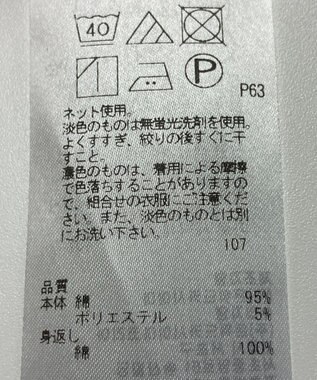 40
P
P63
ネット使用。
淡色のものは無蛍光洗剤を使用。
よくすすぎ、絞りの後すぐに干
すこと。
濃色のものは、着用による摩擦
で色落ちすることがありますの
で、組合せの衣服にご注意くだ
さい。また、淡色のものとは別
にお洗い下さい。
107
品質
本体 綿 95%
ポリエステル 5%
身返し
綿 100%